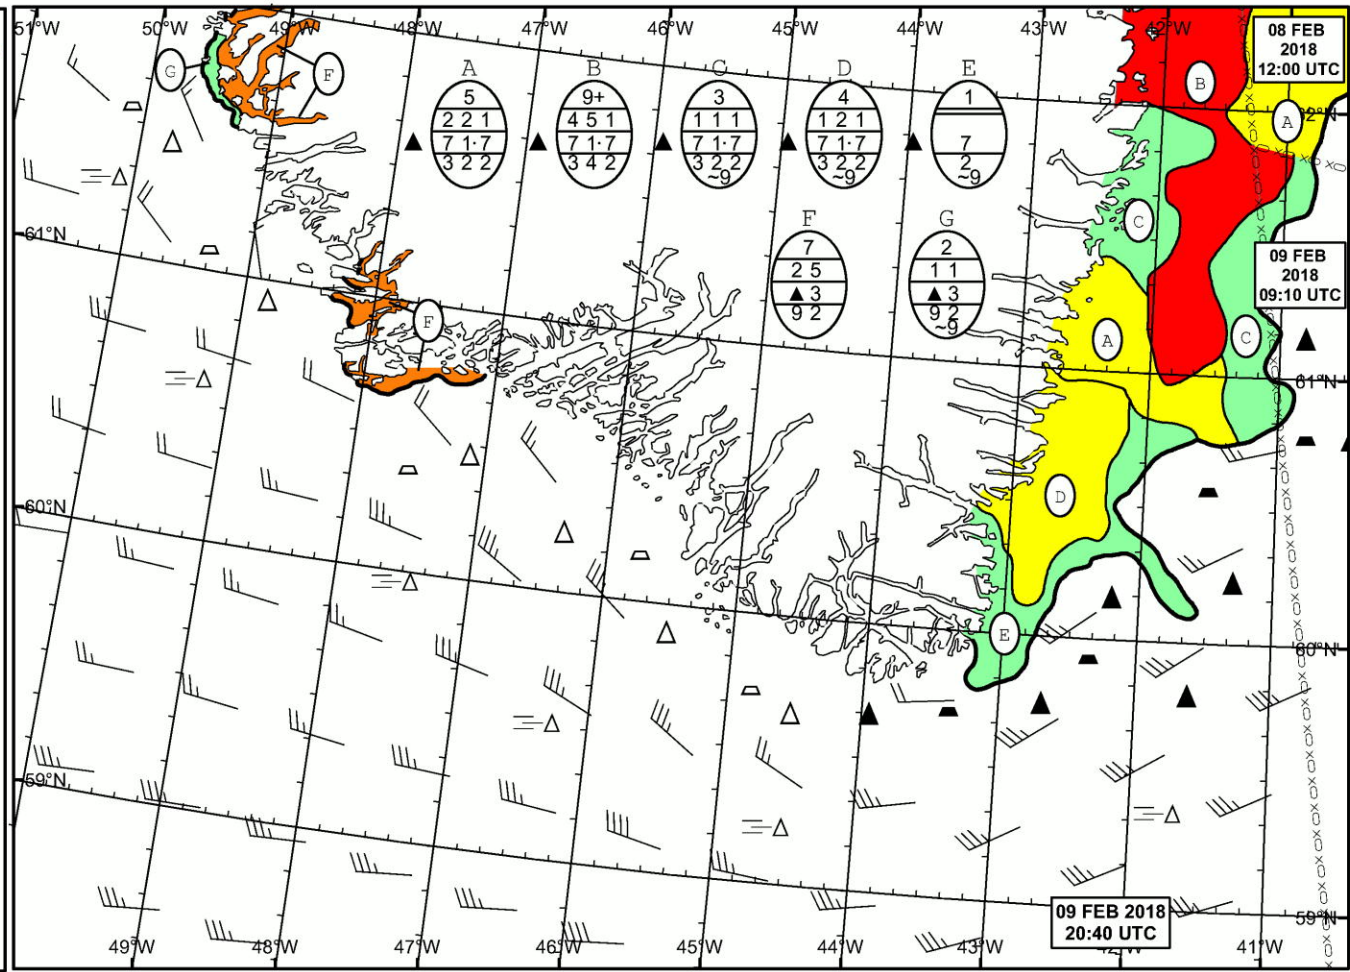 51°W 50°W 49°W 48°W 47°W 46°W 45°W 44°W 43°W 42°W
08 FEB
2018
12:00 UTC
G
F
A
B
C
D
E
5
2 2 1
7 1·7
3 2 2
9+
4 5 1
7 1·7
3 4 2
3
1 1 1
7 1·7
3 2 2
~9
4
1 2 1
7 1·7
3 2 2
~9
1
7
2
~9
B
A
62°N
C
61°N
F
7
2 5
▲ 3
9 2
G
2
1 1
▲ 3
9 2
~9
09 FEB
2018
09:10 UTC
F
A
C
61°N
D
60°N
E
60°N
59°N
09 FEB 2018
20:40 UTC
59°N
49°W 48°W 47°W 46°W 45°W 44°W 43°W 42°W 41°W